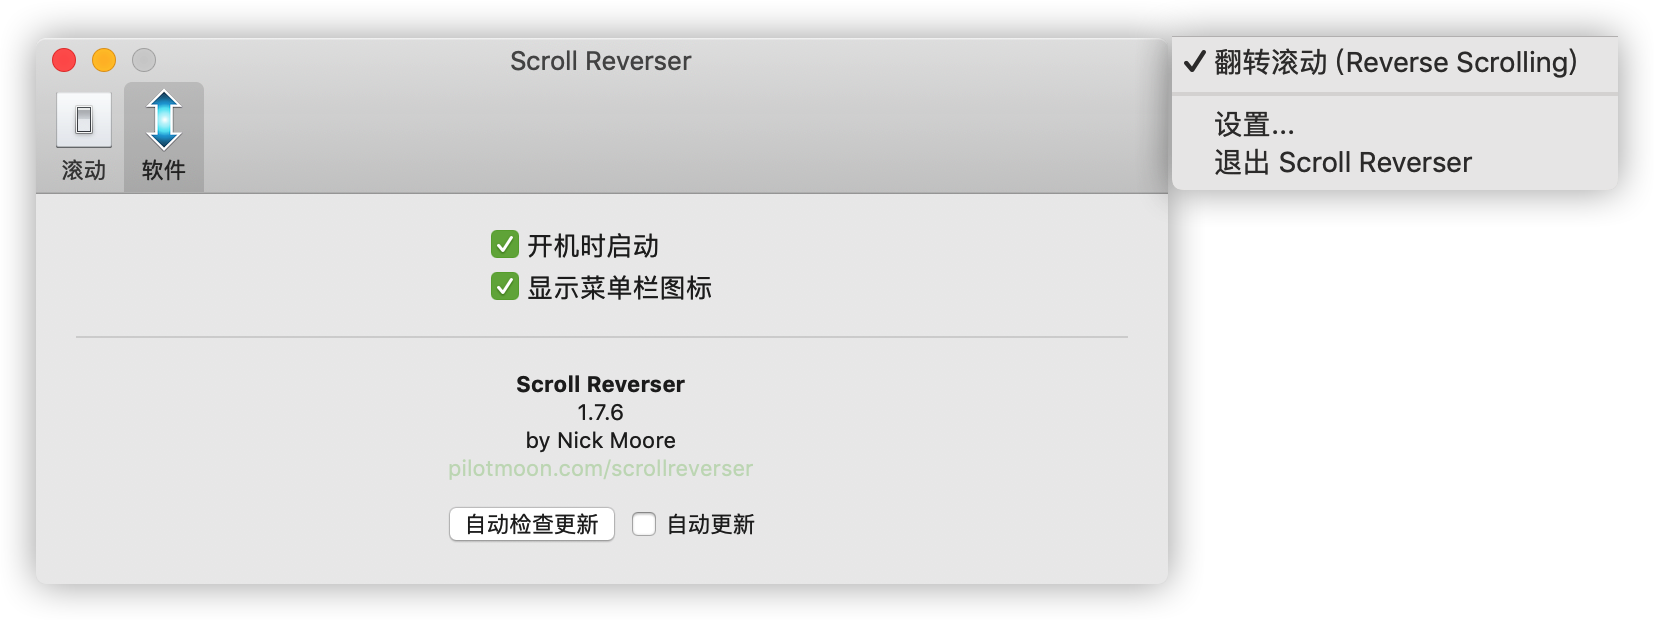 Scroll Reverser
滚动
软件
开机时启动
显示菜单栏图标
Scroll Reverser
1.7.6
by Nick Moore
pilotmoon.com/scrollreverser
自动检查更新
自动更新
翻转滚动 (Reverse Scrolling)
设置...
退出 Scroll Reverser